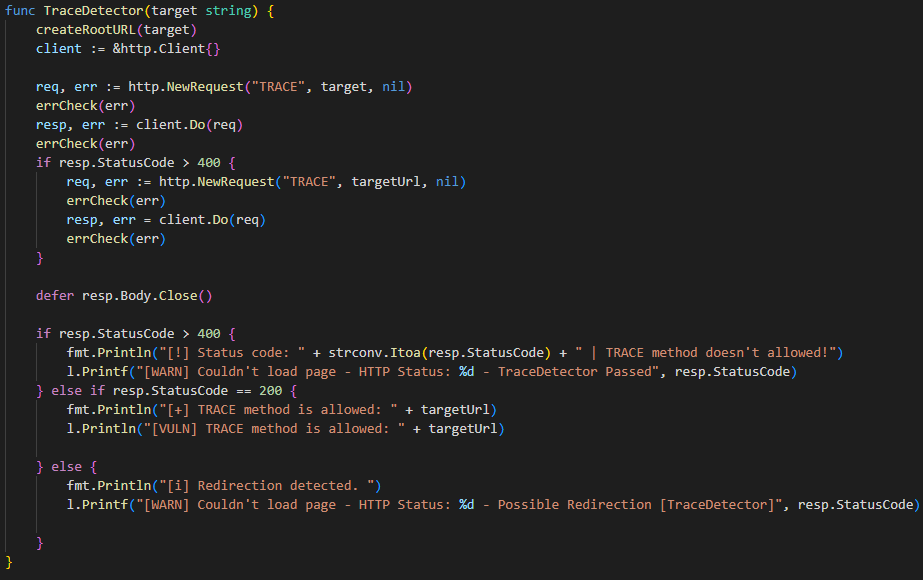 func TraceDetector(target string) {
    createRootURL(target)
    client := &http.Client{}

    req, err := http.NewRequest("TRACE", target, nil)
    errCheck(err)
    resp, err := client.Do(req)
    errCheck(err)
    if resp.StatusCode > 400 {
        req, err := http.NewRequest("TRACE", targetUrl, nil)
        errCheck(err)
        resp, err = client.Do(req)
        errCheck(err)
    }

    defer resp.Body.Close()

    if resp.StatusCode > 400 {
        fmt.Println("[!] Status code: " + strconv.Itoa(resp.StatusCode) + " | TRACE method doesn't allowed!")
        l.Printf("[WARN] Couldn't load page - HTTP Status: %d - TraceDetector Passed", resp.StatusCode)
    } else if resp.StatusCode == 200 {
        fmt.Println("[+] TRACE method is allowed: " + targetUrl)
        l.Println("[VULN] TRACE method is allowed: " + targetUrl)

    } else {
        fmt.Println("[i] Redirection detected. ")
        l.Printf("[WARN] Couldn't load page - HTTP Status: %d - Possible Redirection [TraceDetector]", resp.StatusCode)

    }
}